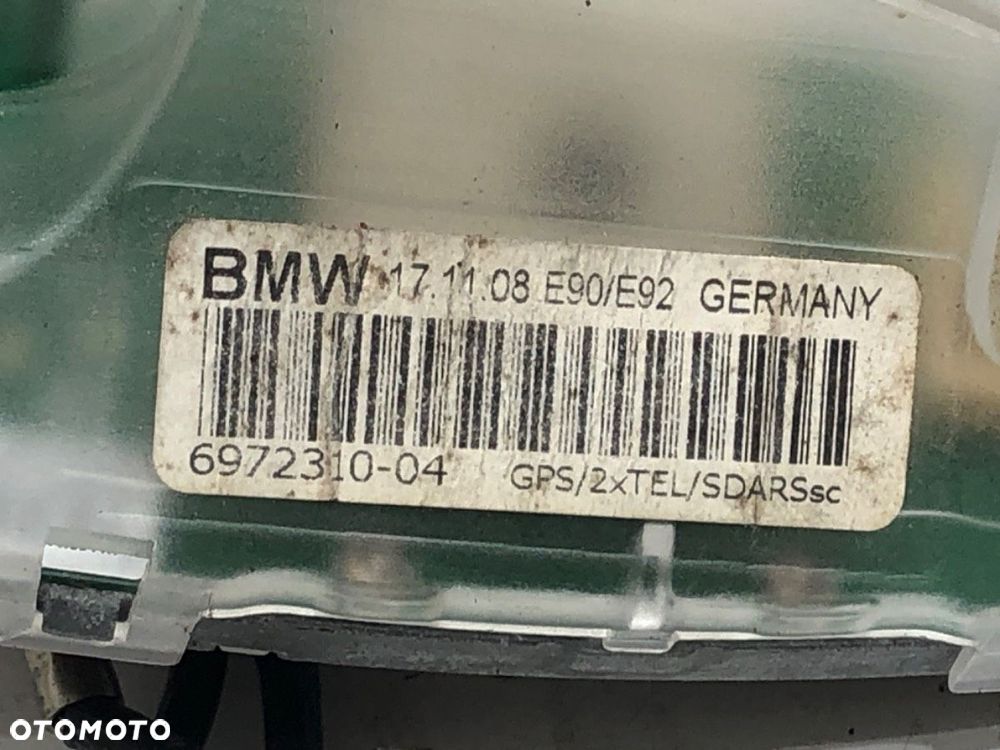 BMW 17.11.08 E90/E92 GERMANY
6972310-04 GPS/2xTEL/SDARSsc
OTOMOTO